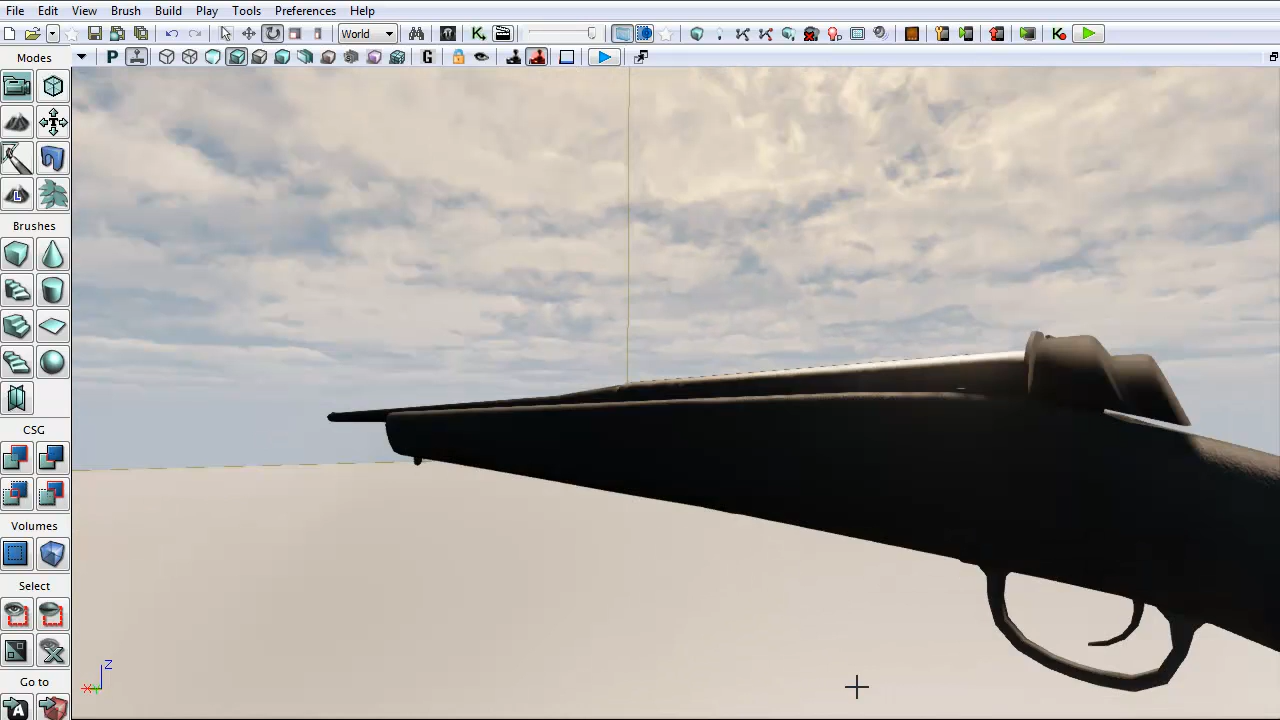 File Edit View Brush Build Play Tools Preferences Help
World
P G
Modes
L
Brushes
CSG
Volumes
Select
Go to
A
Z
X